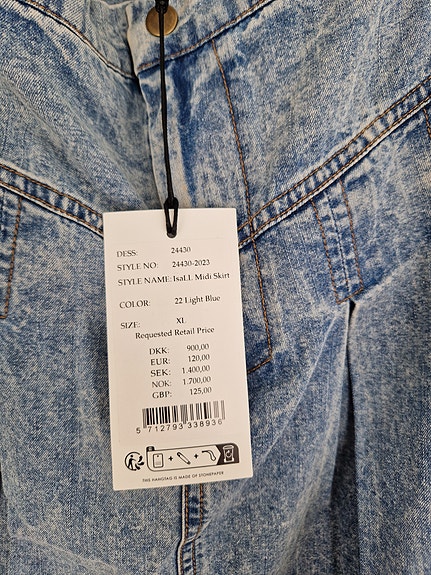 DESS: 24430
STYLE NO: 24430-2023
STYLE NAME: IsaLL Midi Skirt
COLOR: 22 Light Blue
SIZE: XL
Requested Retail Price
DKK: 900,00
EUR: 120,00
SEK: 1.400,00
NOK: 1.700,00
GBP: 125,00
5 712793 338936
THIS HANGTAG IS MADE OF STONEPAPER